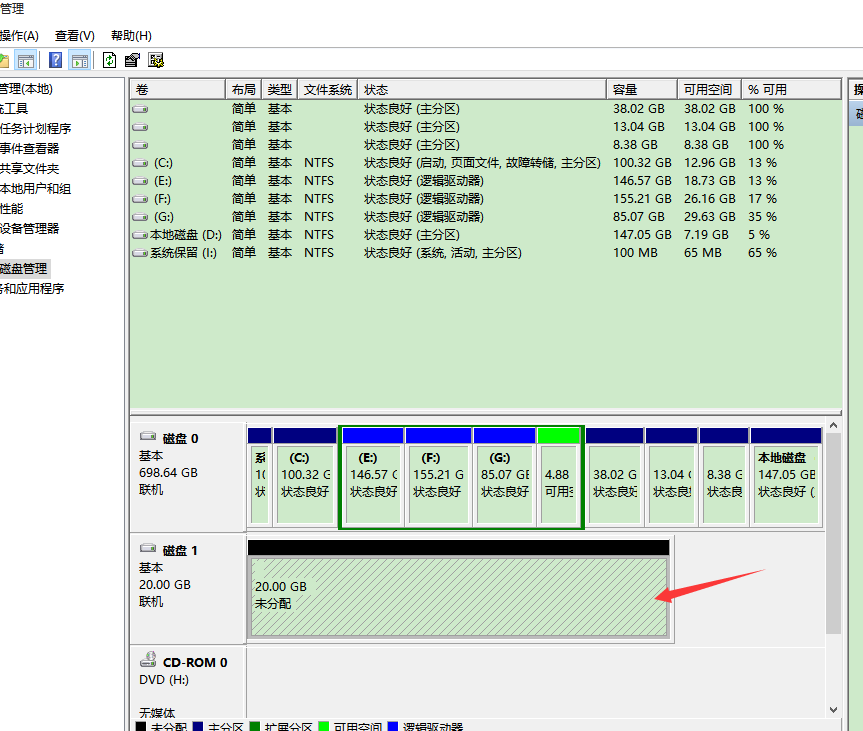 管理
操作(A) 查看(V) 帮助(H)
管理(本地)
统工具
任务计划程序
事件查看器
共享文件夹
本地用户和组
性能
设备管理器
磁盘管理
务和应用程序
卷 布局 类型 文件系统 状态 容量 可用空间 % 可用
简单 基本 状态良好 (主分区) 38.02 GB 38.02 GB 100 %
简单 基本 状态良好 (主分区) 13.04 GB 13.04 GB 100 %
简单 基本 状态良好 (主分区) 8.38 GB 8.38 GB 100 %
(C:) 简单 基本 NTFS 状态良好 (启动, 页面文件, 故障转储, 主分区) 100.32 GB 12.96 GB 13 %
(E:) 简单 基本 NTFS 状态良好 (逻辑驱动器) 146.57 GB 18.73 GB 13 %
(F:) 简单 基本 NTFS 状态良好 (逻辑驱动器) 155.21 GB 26.16 GB 17 %
(G:) 简单 基本 NTFS 状态良好 (逻辑驱动器) 85.07 GB 29.63 GB 35 %
本地磁盘 (D:) 简单 基本 NTFS 状态良好 (主分区) 147.05 GB 7.19 GB 5 %
系统保留 (I:) 简单 基本 NTFS 状态良好 (系统, 活动, 主分区) 100 MB 65 MB 65 %
操
磁盘 0
基本
698.64 GB
联机
系 (C:) (E:) (F:) (G:) 本地磁盘
10 100.32 G 146.57 G 155.21 G 85.07 GB 4.88 38.02 G 13.04 8.38 G 147.05 GB
状 状态良好 状态良好 状态良好 状态良好 可用 状态良好 状态良 状态良 状态良好 (
磁盘 1
基本
20.00 GB
联机
20.00 GB
未分配
CD-ROM 0
DVD (H:)
无媒体
未分配 主分区 扩展分区 可用空间 逻辑驱动器